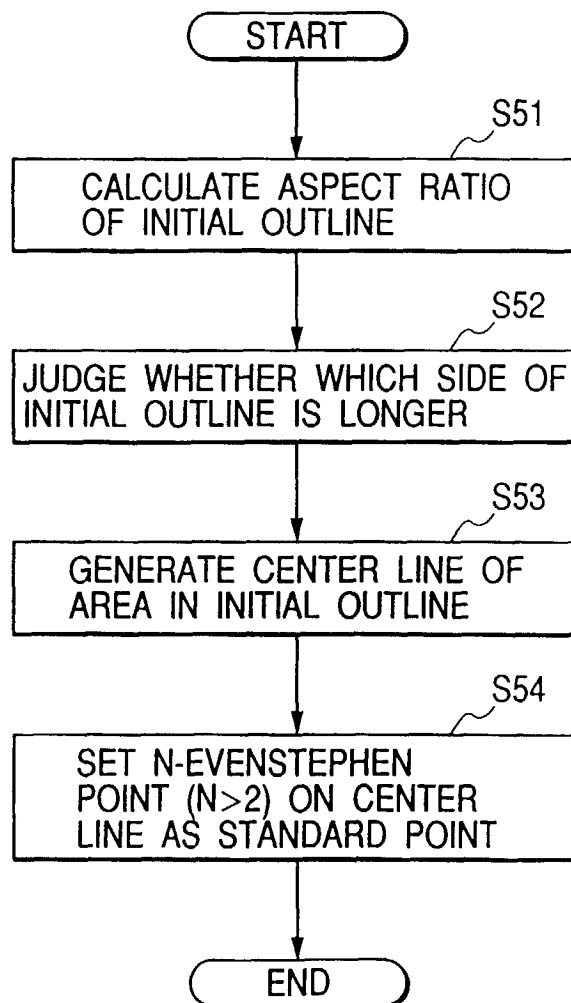 START
S51
CALCULATE ASPECT RATIO
OF INITIAL OUTLINE
S52
JUDGE WHETHER WHICH SIDE OF
INITIAL OUTLINE IS LONGER
S53
GENERATE CENTER LINE OF
AREA IN INITIAL OUTLINE
S54
SET N-EVENSTEPHEN
POINT (N>2) ON CENTER
LINE AS STANDARD POINT
END